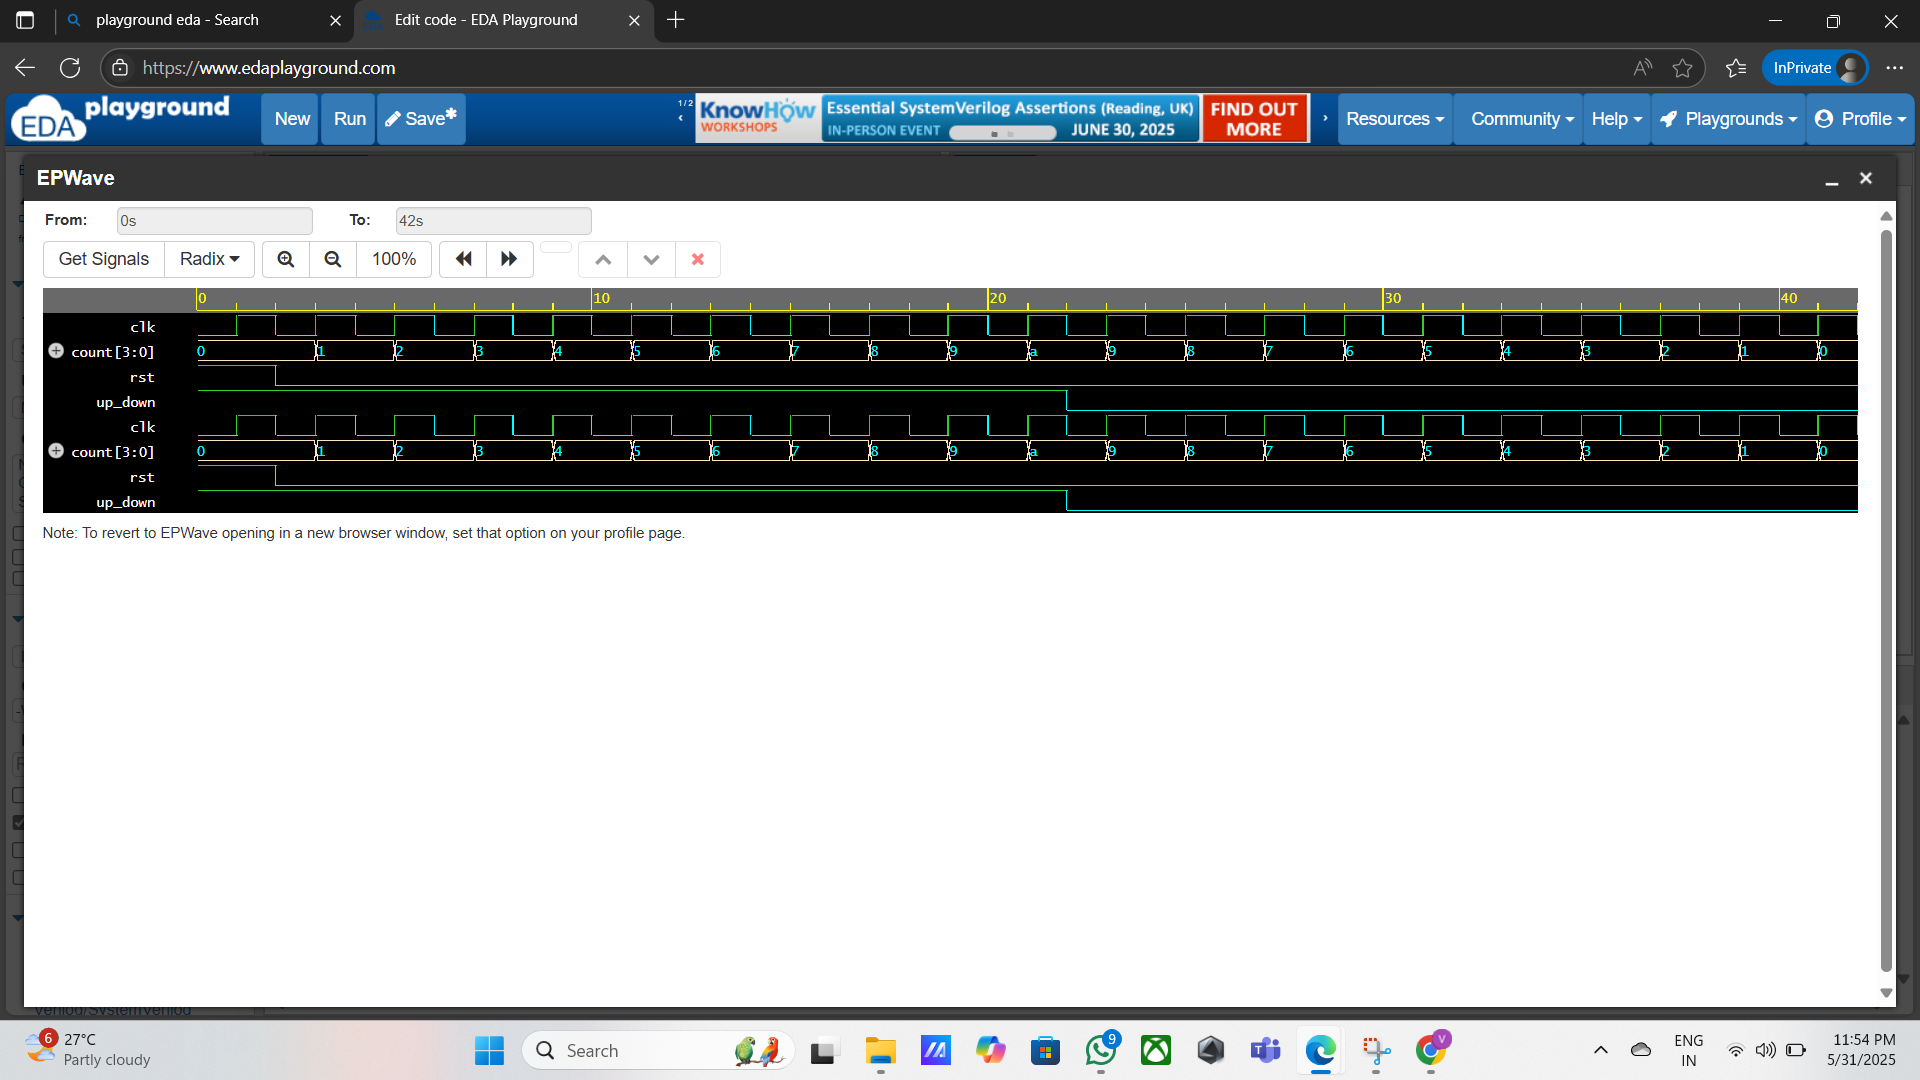 playground eda - Search
Edit code - EDA Playground
https://www.edaplayground.com
InPrivate
EDA playground
New
Run
Save*
1/2
KnowHow
WORKSHOPS
Essential SystemVerilog Assertions (Reading, UK)
IN-PERSON EVENT
JUNE 30, 2025
FIND OUT
MORE
Resources
Community
Help
Playgrounds
Profile
EPWave
From:
0s
To:
42s
Get Signals
Radix
100%
0 10 20 30 40
clk
count[3:0] 0 1 2 3 4 5 6 7 8 9 a 9 8 7 6 5 4 3 2 1 0
rst
up_down
clk
count[3:0] 0 1 2 3 4 5 6 7 8 9 a 9 8 7 6 5 4 3 2 1 0
rst
up_down
Note: To revert to EPWave opening in a new browser window, set that option on your profile page.
Verilog/SystemVerilog
6
27°C
Partly cloudy
Search
9
V
ENG
IN
11:54 PM
5/31/2025